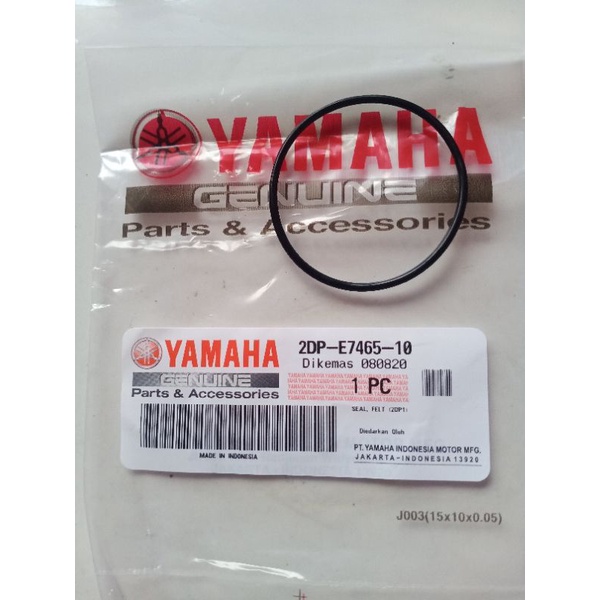 YAMAHA
GENUINE
Parts & Accessories
YAMAHA
GENUINE
Parts & Accessories
MADE IN INDONESIA
2DP-E7465-10
Dikemas 080820
1 PC
SEAL, FELT (2DP1)
Diedarkan Oleh
PT. YAMAHA INDONESIA MOTOR MFG.
JAKARTA-INDONESIA 13920
J003(15x10x0.05)